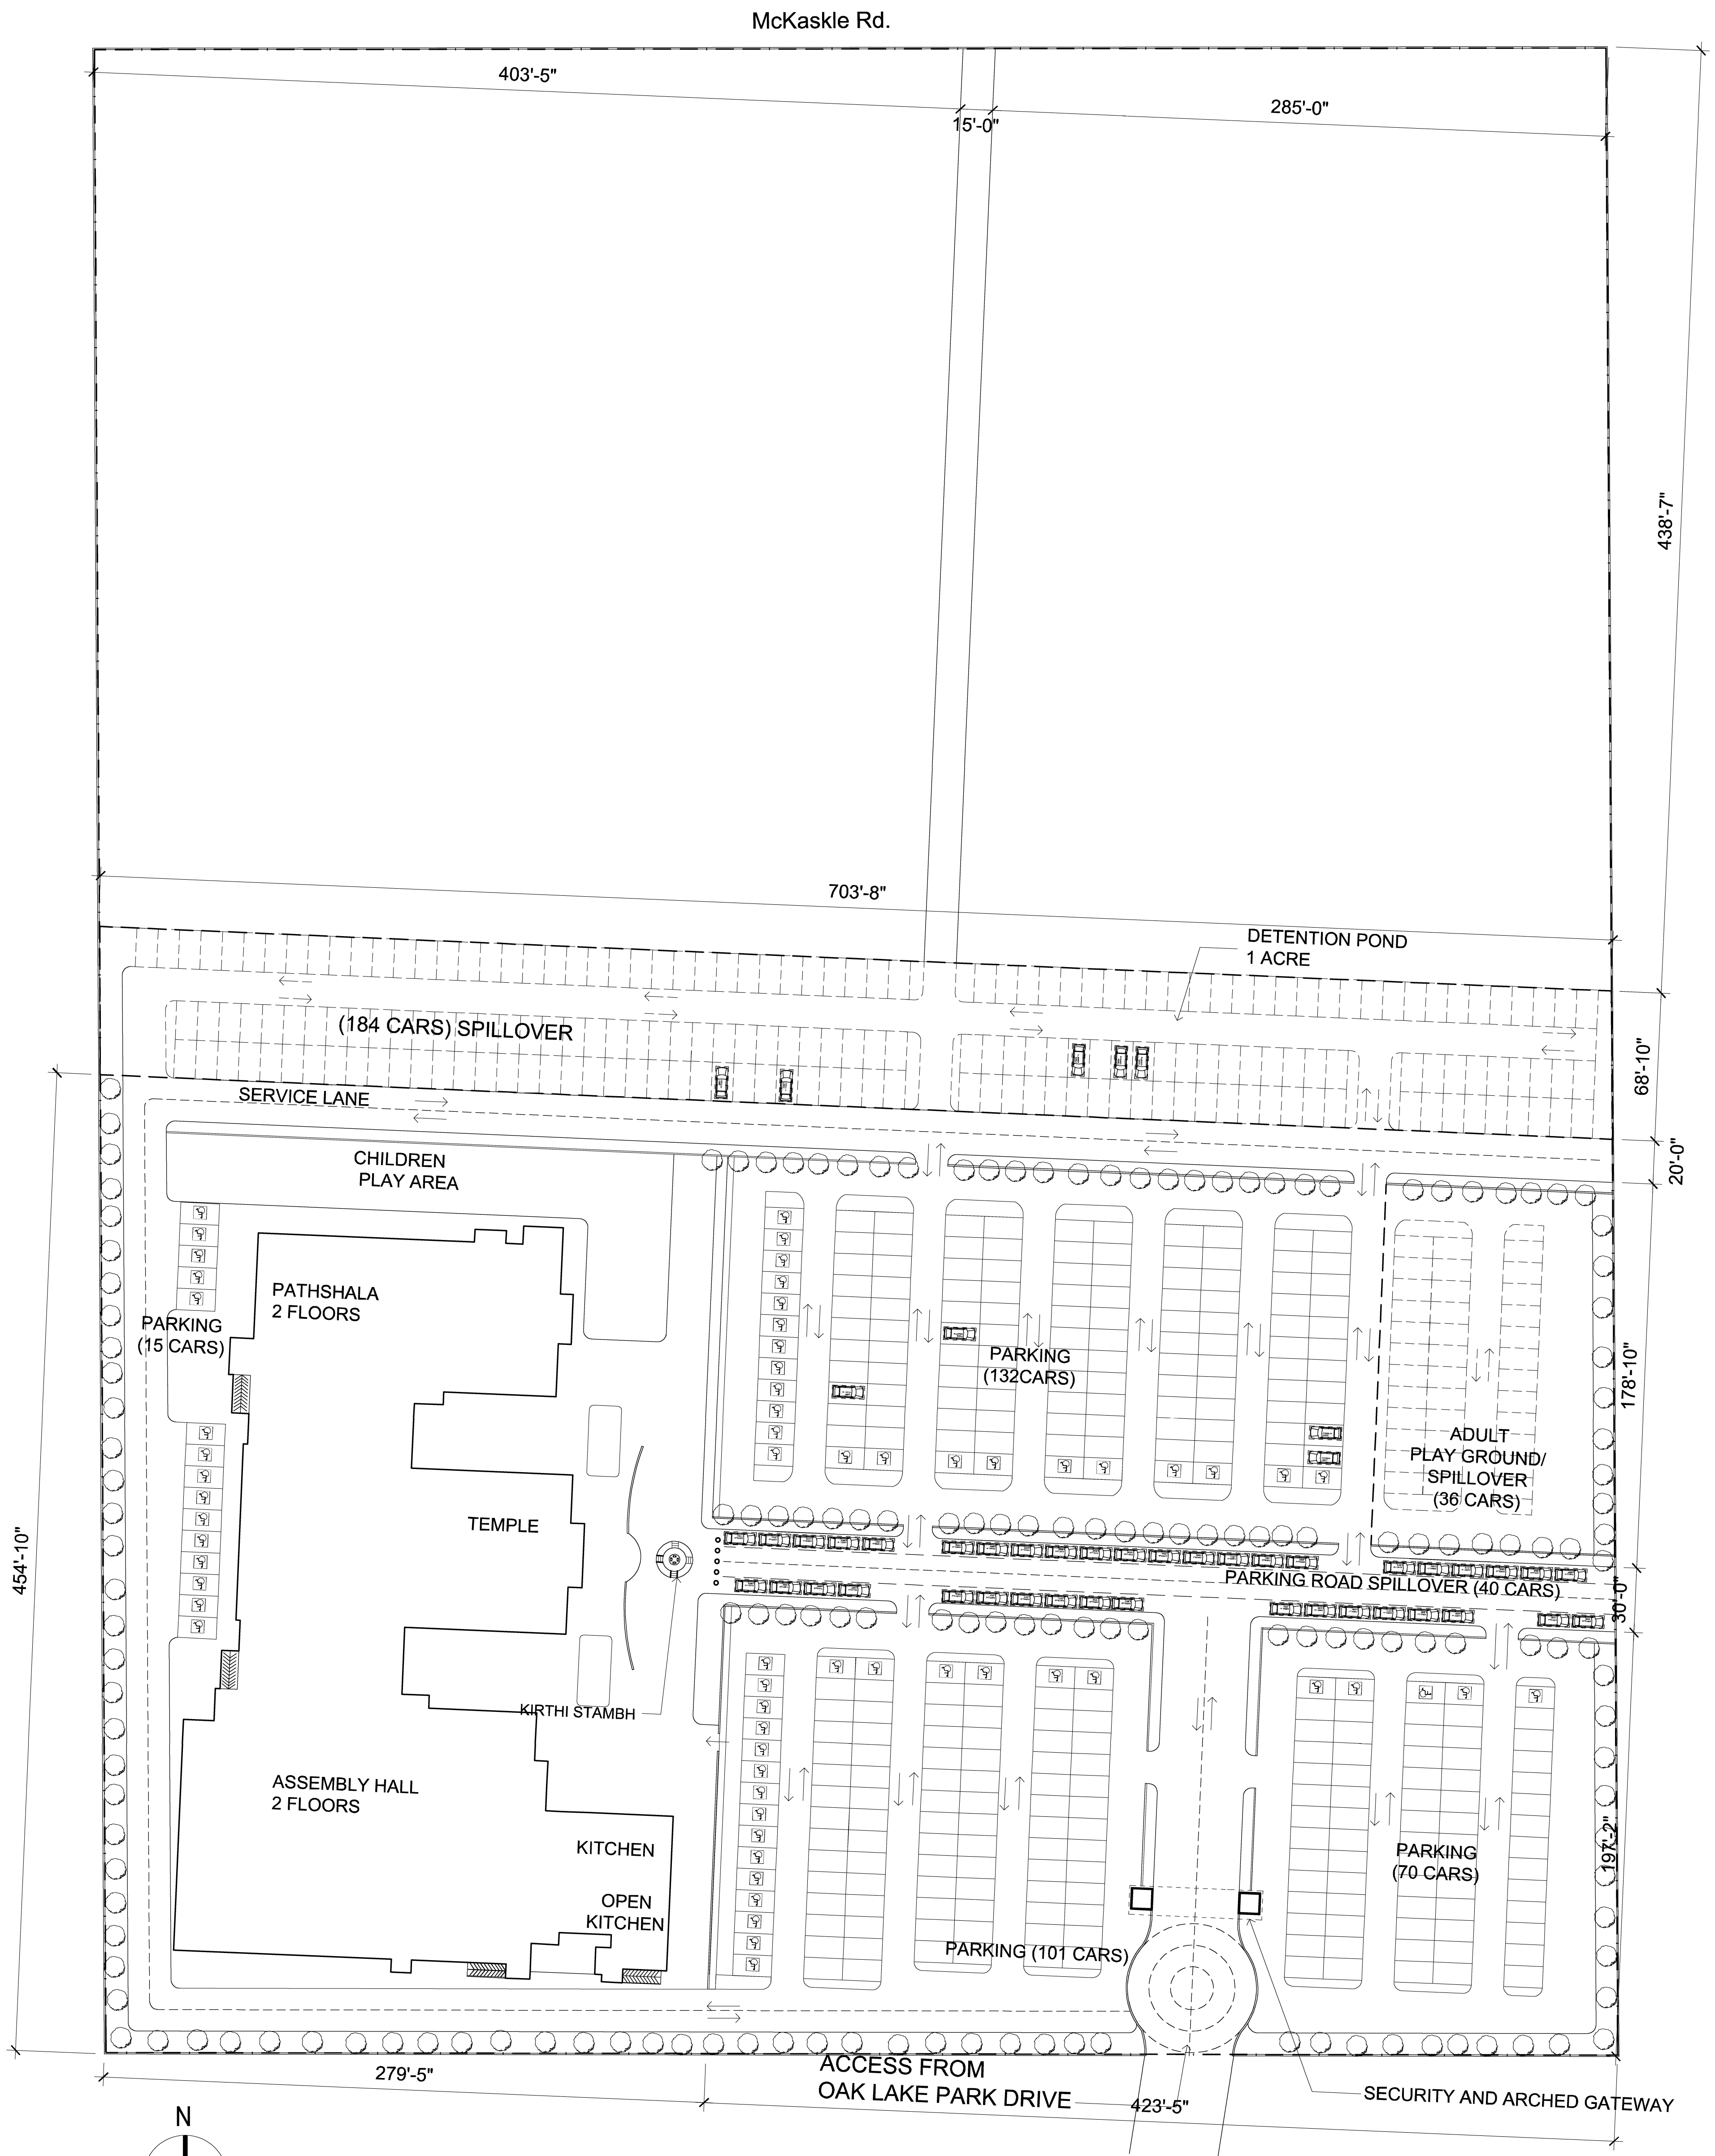 McKaskle Rd.
403'-5"
285'-0"
15'-0"
438'-7"
703'-8"
DETENTION POND
1 ACRE
(184 CARS) SPILLOVER
68'-10"
SERVICE LANE
20'-0"
CHILDREN
PLAY AREA
PATHSHALA
2 FLOORS
PARKING
(15 CARS)
PARKING
(132CARS)
178'-10"
ADULT
PLAY GROUND/
SPILLOVER
(36 CARS)
TEMPLE
454'-10"
PARKING ROAD SPILLOVER (40 CARS)
30'-0"
KIRTHI STAMBH
ASSEMBLY HALL
2 FLOORS
KITCHEN
OPEN
KITCHEN
PARKING
(70 CARS)
197'-2"
PARKING (101 CARS)
279'-5"
ACCESS FROM
OAK LAKE PARK DRIVE
423'-5"
SECURITY AND ARCHED GATEWAY
N